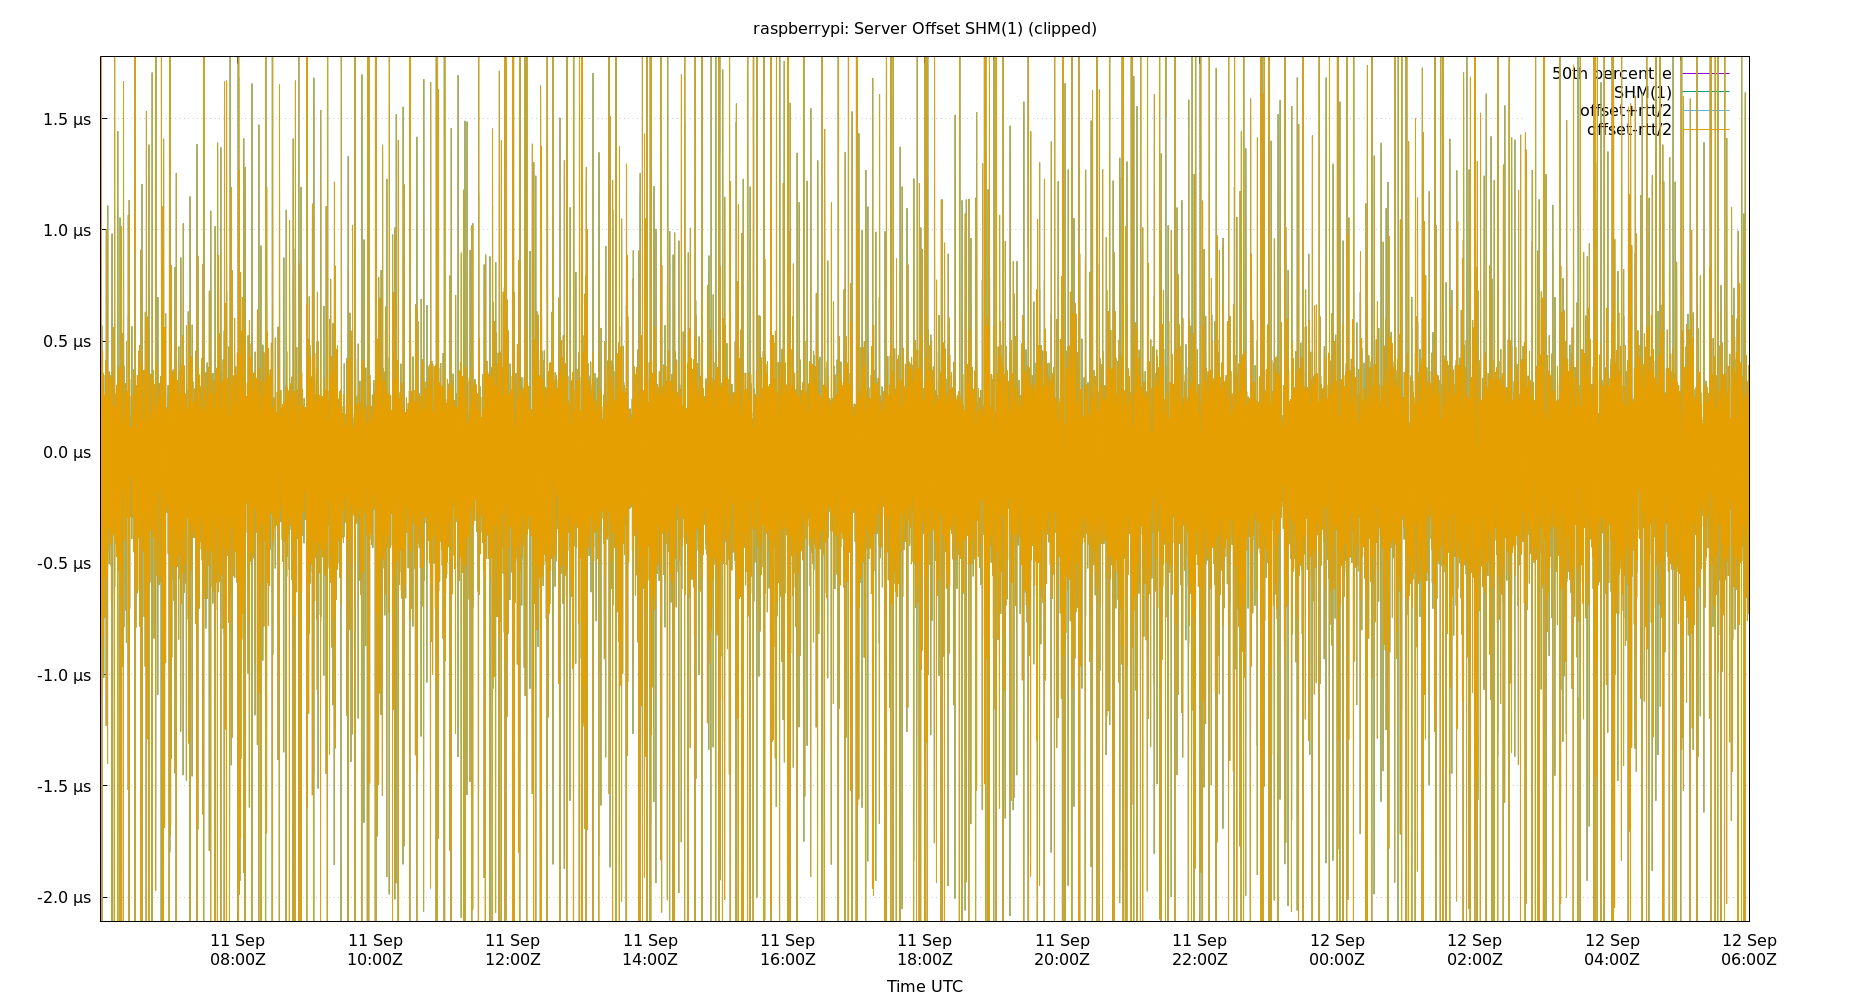 raspberrypi: Server Offset SHM(1) (clipped)
50th percentile
SHM(1)
offset+rtt/2
offset-rtt/2
1.5 µs
1.0 µs
0.5 µs
0.0 µs
-0.5 µs
-1.0 µs
-1.5 µs
-2.0 µs
11 Sep 11 Sep 11 Sep 11 Sep 11 Sep 11 Sep 11 Sep 11 Sep 12 Sep 12 Sep 12 Sep 12 Sep
08:00Z 10:00Z 12:00Z 14:00Z 16:00Z 18:00Z 20:00Z 22:00Z 00:00Z 02:00Z 04:00Z 06:00Z
Time UTC